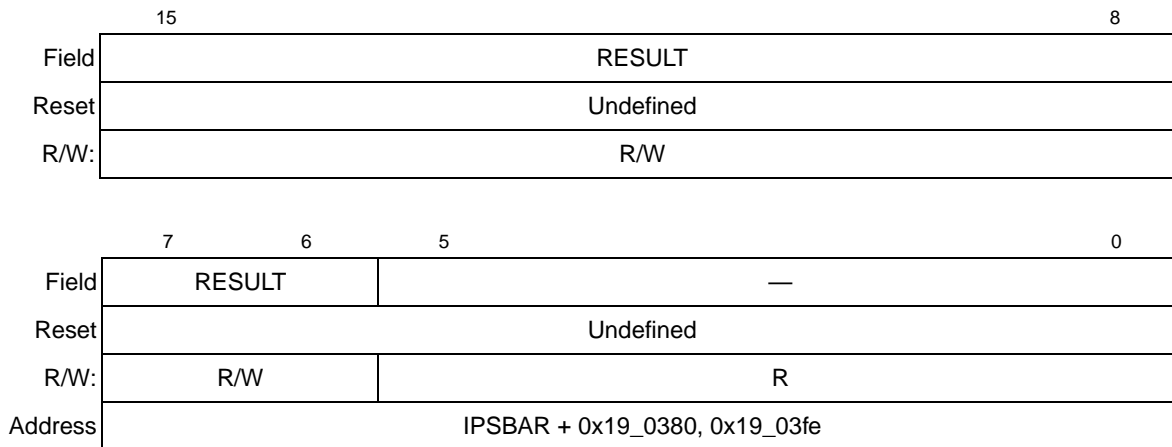 15 8
Field RESULT
Reset Undefined
R/W: R/W
7 6 5 0
Field RESULT —
Reset Undefined
R/W: R/W R
Address IPSBAR + 0x19_0380, 0x19_03fe